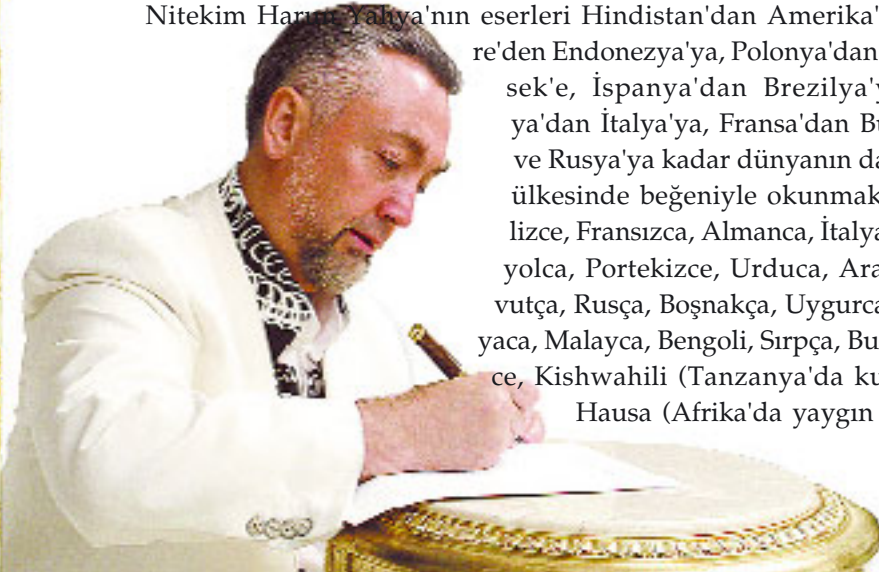 Nitekim Harun Yahya'nın eserleri Hindistan'dan Amerika'
re'den Endonezya'ya, Polonya'dan
sek'e, İspanya'dan Brezilya'y
ya'dan İtalya'ya, Fransa'dan Bu
ve Rusya'ya kadar dünyanın da
ülkesinde beğeniyle okunmak
lizce, Fransızca, Almanca, İtalya
yolca, Portekizce, Urduca, Ara
vutça, Rusça, Boşnakça, Uygurca
yaca, Malayca, Bengoli, Sırpça, Bu
ce, Kishwahili (Tanzanya'da ku
Hausa (Afrika'da yaygın